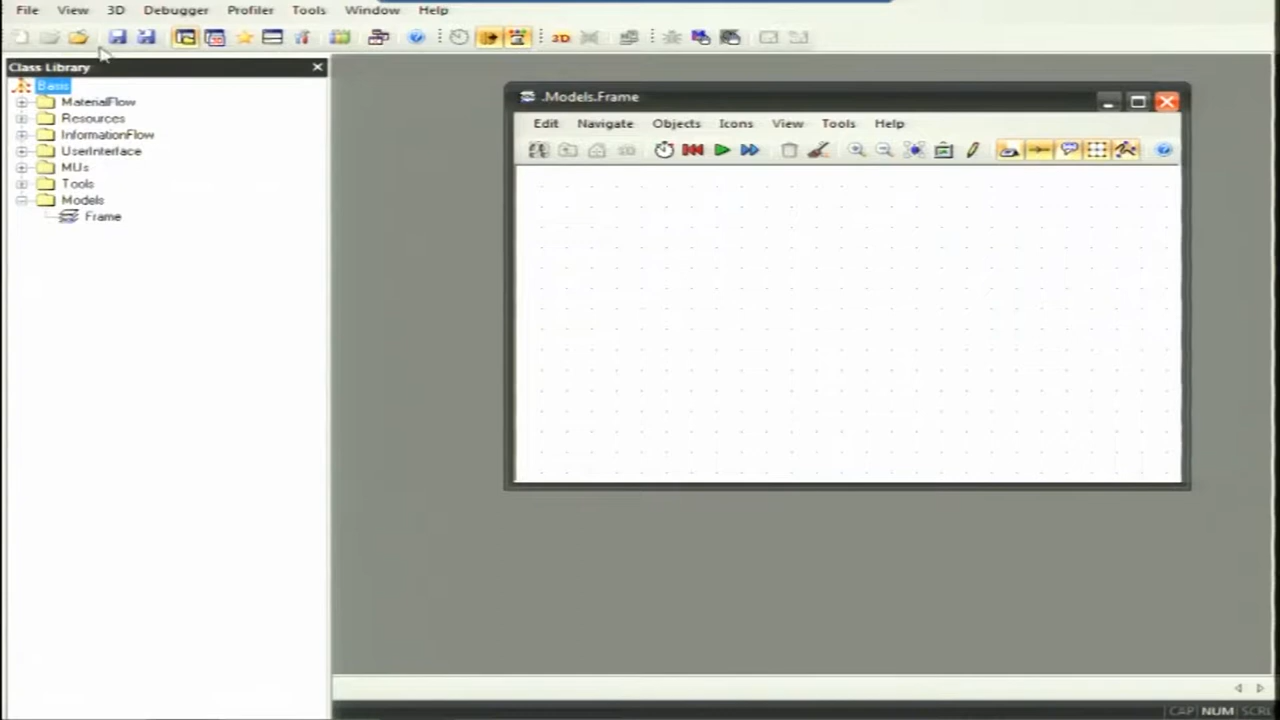 File View 3D Debugger Profiler Tools Window Help
3D
Class Library
Basis
MaterialFlow
Resources
InformationFlow
UserInterface
MUs
Tools
Models
Frame
.Models.Frame
Edit Navigate Objects Icons View Tools Help
3D
CAP NUM SCRL